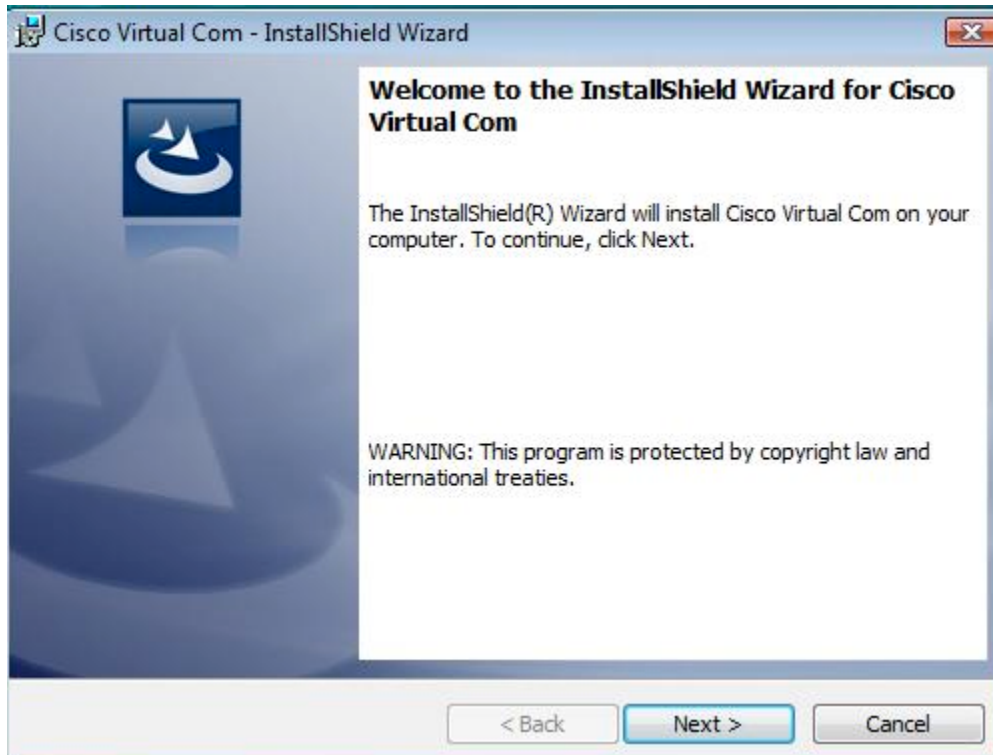 Cisco Virtual Com - InstallShield Wizard
Welcome to the InstallShield Wizard for Cisco
Virtual Com
The InstallShield(R) Wizard will install Cisco Virtual Com on your
computer. To continue, click Next.
WARNING: This program is protected by copyright law and
international treaties.
< Back
Next >
Cancel